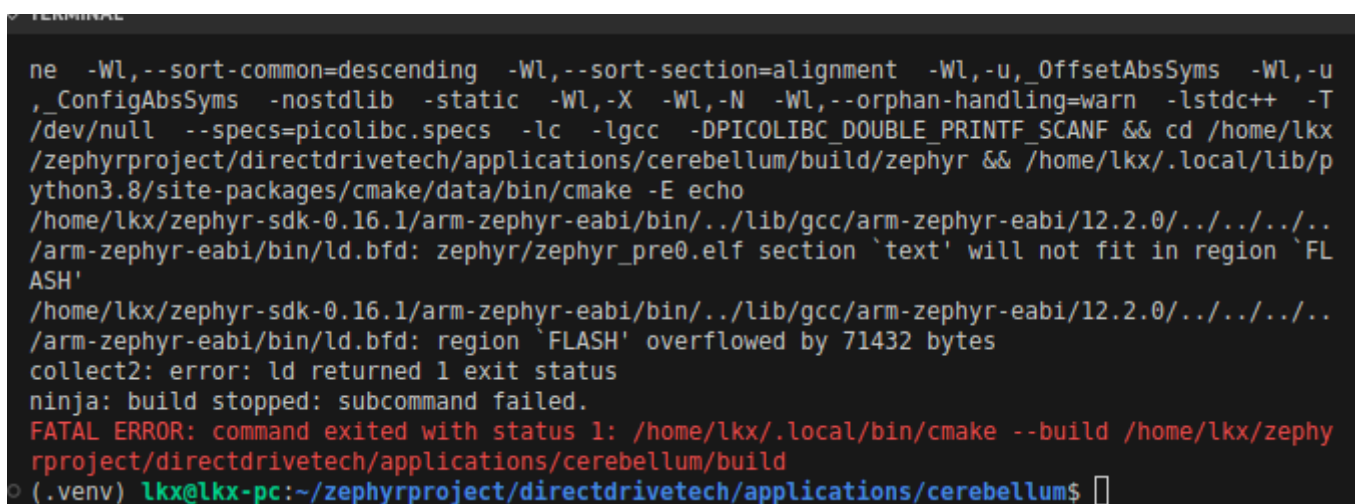 TERMINAL
ne  -Wl,--sort-common=descending  -Wl,--sort-section=alignment  -Wl,-u,_OffsetAbsSyms  -Wl,-u
,_ConfigAbsSyms  -nostdlib  -static  -Wl,-X  -Wl,-N  -Wl,--orphan-handling=warn  -lstdc++  -T
/dev/null  --specs=picolibc.specs  -lc  -lgcc  -DPICOLIBC_DOUBLE_PRINTF_SCANF && cd /home/lkx
/zephyrproject/directdrivetech/applications/cerebellum/build/zephyr && /home/lkx/.local/lib/p
ython3.8/site-packages/cmake/data/bin/cmake -E echo
/home/lkx/zephyr-sdk-0.16.1/arm-zephyr-eabi/bin/../lib/gcc/arm-zephyr-eabi/12.2.0/../../../..
/arm-zephyr-eabi/bin/ld.bfd: zephyr/zephyr_pre0.elf section `text' will not fit in region `FL
ASH'
/home/lkx/zephyr-sdk-0.16.1/arm-zephyr-eabi/bin/../lib/gcc/arm-zephyr-eabi/12.2.0/../../../..
/arm-zephyr-eabi/bin/ld.bfd: region `FLASH' overflowed by 71432 bytes
collect2: error: ld returned 1 exit status
ninja: build stopped: subcommand failed.
FATAL ERROR: command exited with status 1: /home/lkx/.local/bin/cmake --build /home/lkx/zephy
rproject/directdrivetech/applications/cerebellum/build
(.venv) lkx@lkx-pc:~/zephyrproject/directdrivetech/applications/cerebellum$